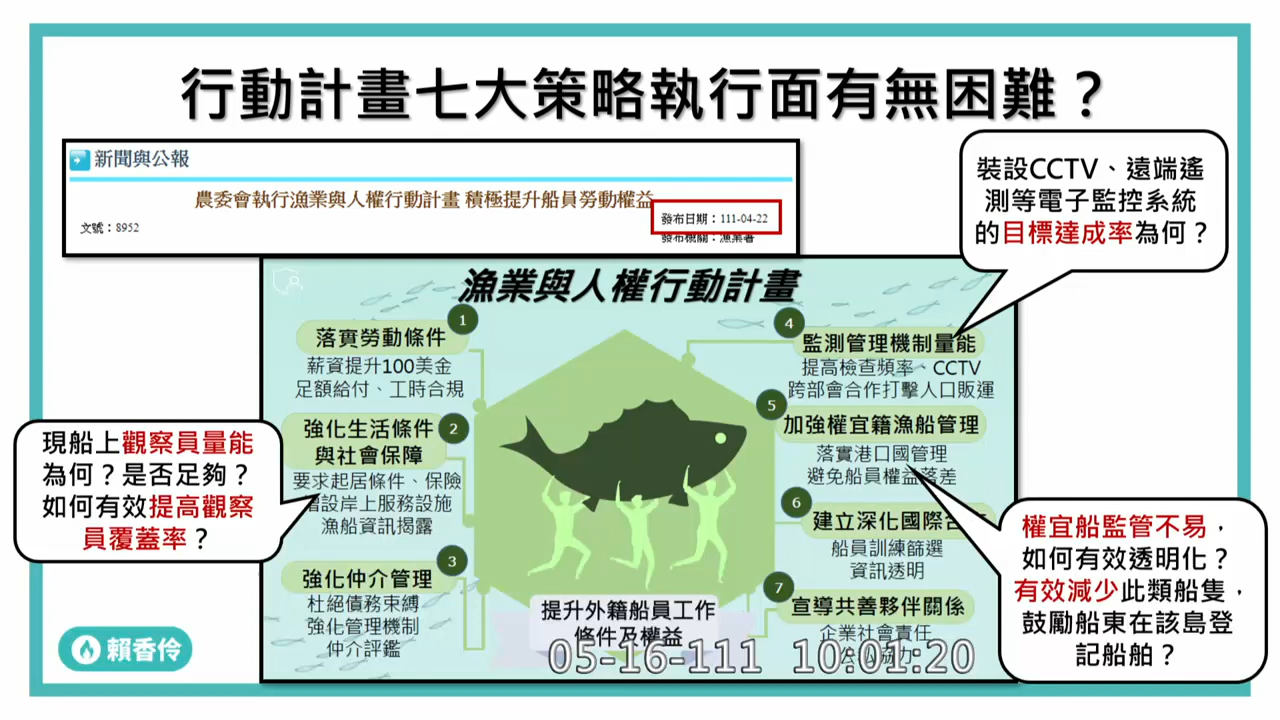 行動計畫七大策略執行面有無困難？
新聞與公報
農委會執行漁業與人權行動計畫 積極提升船員勞動權益
文號：8952
發布日期：111-04-22
發布機關：漁業署
裝設CCTV、遠端遙
測等電子監控系統
的目標達成率為何？
漁業與人權行動計畫
1
落實勞動條件
薪資提升100美金
足額給付、工時合規
2
強化生活條件
與社會保障
要求起居條件、保險
增設岸上服務設施
漁船資訊揭露
3
強化仲介管理
杜絕債務束縛
強化管理機制
仲介評鑑
4
監測管理機制量能
提高檢查頻率、CCTV
跨部會合作打擊人口販運
5
加強權宜籍漁船管理
落實港口國管理
避免船員權益落差
6
建立深化國際合
船員訓練篩選
資訊透明
7
宣導共善夥伴關係
企業社會責任
公私協力
提升外籍船員工作
條件及權益
現船上觀察員量能
為何？是否足夠？
如何有效提高觀察
員覆蓋率？
權宜船監管不易，
如何有效透明化？
有效減少此類船隻，
鼓勵船東在該島登
記船舶？
賴香伶
05-16-111 10:01:20